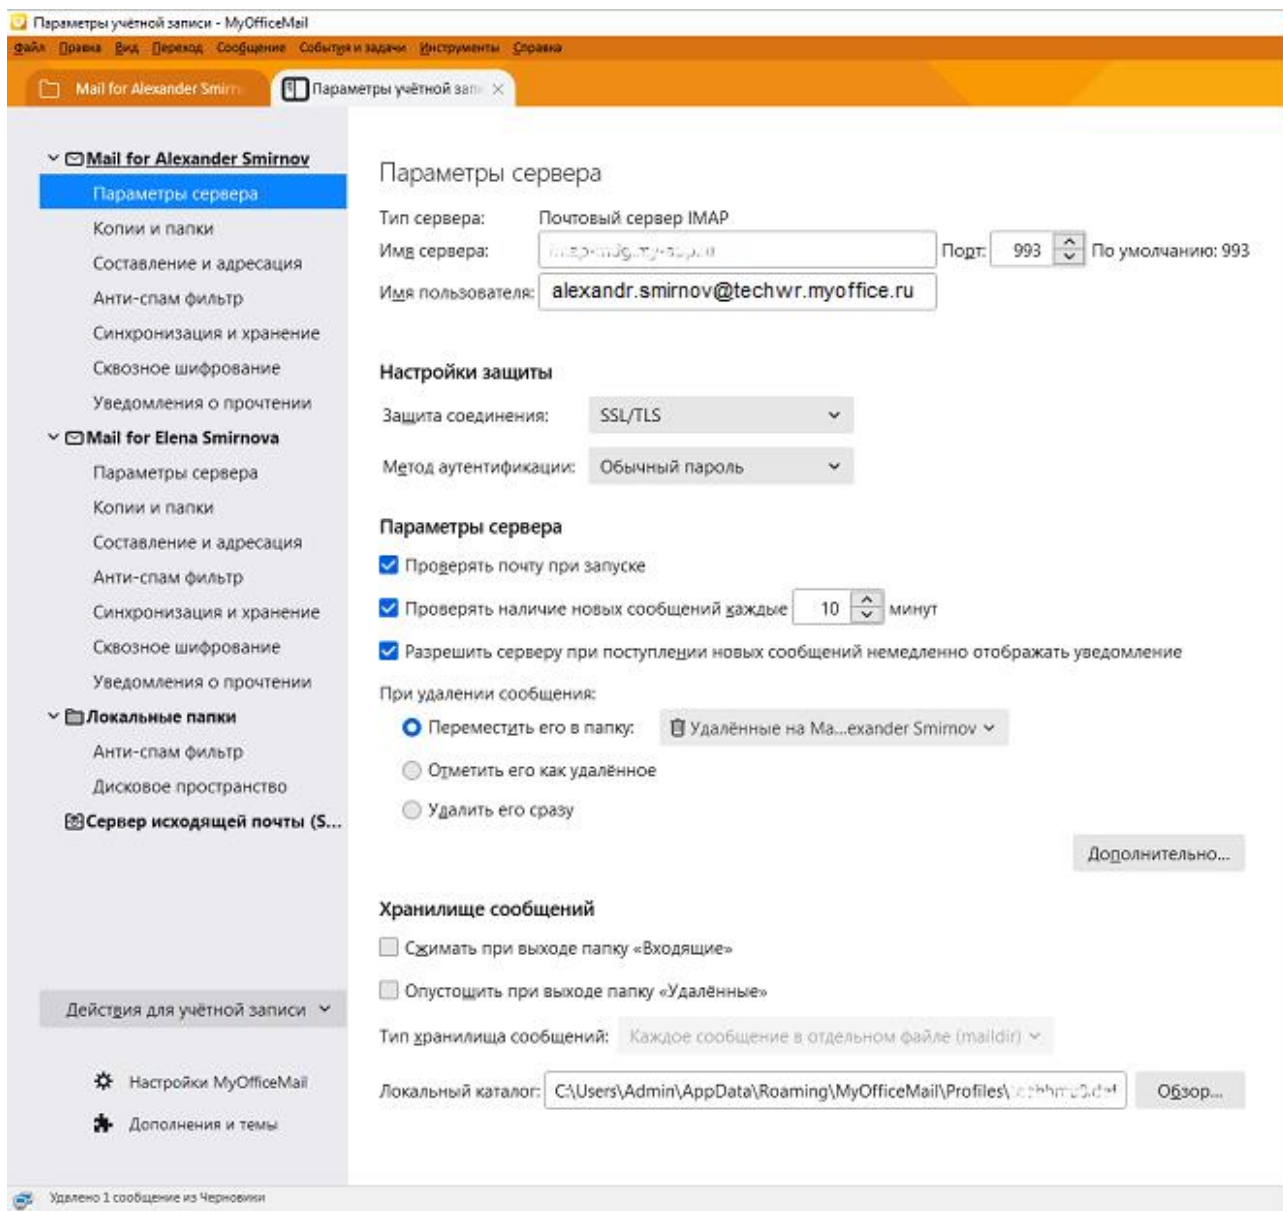 Параметры учётной записи - MyOfficeMail
Файл Правка Вид Переход Сообщение События и задачи Инструменты Справка
Mail for Alexander Smirn
Параметры учётной зап
Mail for Alexander Smirnov
Параметры сервера
Копии и папки
Составление и адресация
Анти-спам фильтр
Синхронизация и хранение
Сквозное шифрование
Уведомления о прочтении
Mail for Elena Smirnova
Параметры сервера
Копии и папки
Составление и адресация
Анти-спам фильтр
Синхронизация и хранение
Сквозное шифрование
Уведомления о прочтении
Локальные папки
Анти-спам фильтр
Дисковое пространство
Сервер исходящей почты (S...
Действия для учётной записи
Настройки MyOfficeMail
Дополнения и темы
Параметры сервера
Тип сервера: Почтовый сервер IMAP
Имя сервера: Порт: 993 По умолчанию: 993
Имя пользователя: alexandr.smirnov@techwr.myoffice.ru
Настройки защиты
Защита соединения: SSL/TLS
Метод аутентификации: Обычный пароль
Параметры сервера
Проверять почту при запуске
Проверять наличие новых сообщений каждые 10 минут
Разрешить серверу при поступлении новых сообщений немедленно отображать уведомление
При удалении сообщения:
Переместить его в папку: Удалённые на Ma...exander Smirnov
Отметить его как удалённое
Удалить его сразу
Дополнительно...
Хранилище сообщений
Сжимать при выходе папку «Входящие»
Опустошить при выходе папку «Удалённые»
Тип хранилища сообщений: Каждое сообщение в отдельном файле (maildir)
Локальный каталог: C:\Users\Admin\AppData\Roaming\MyOfficeMail\Profiles\ Обзор...
Удалено 1 сообщение из Черновики